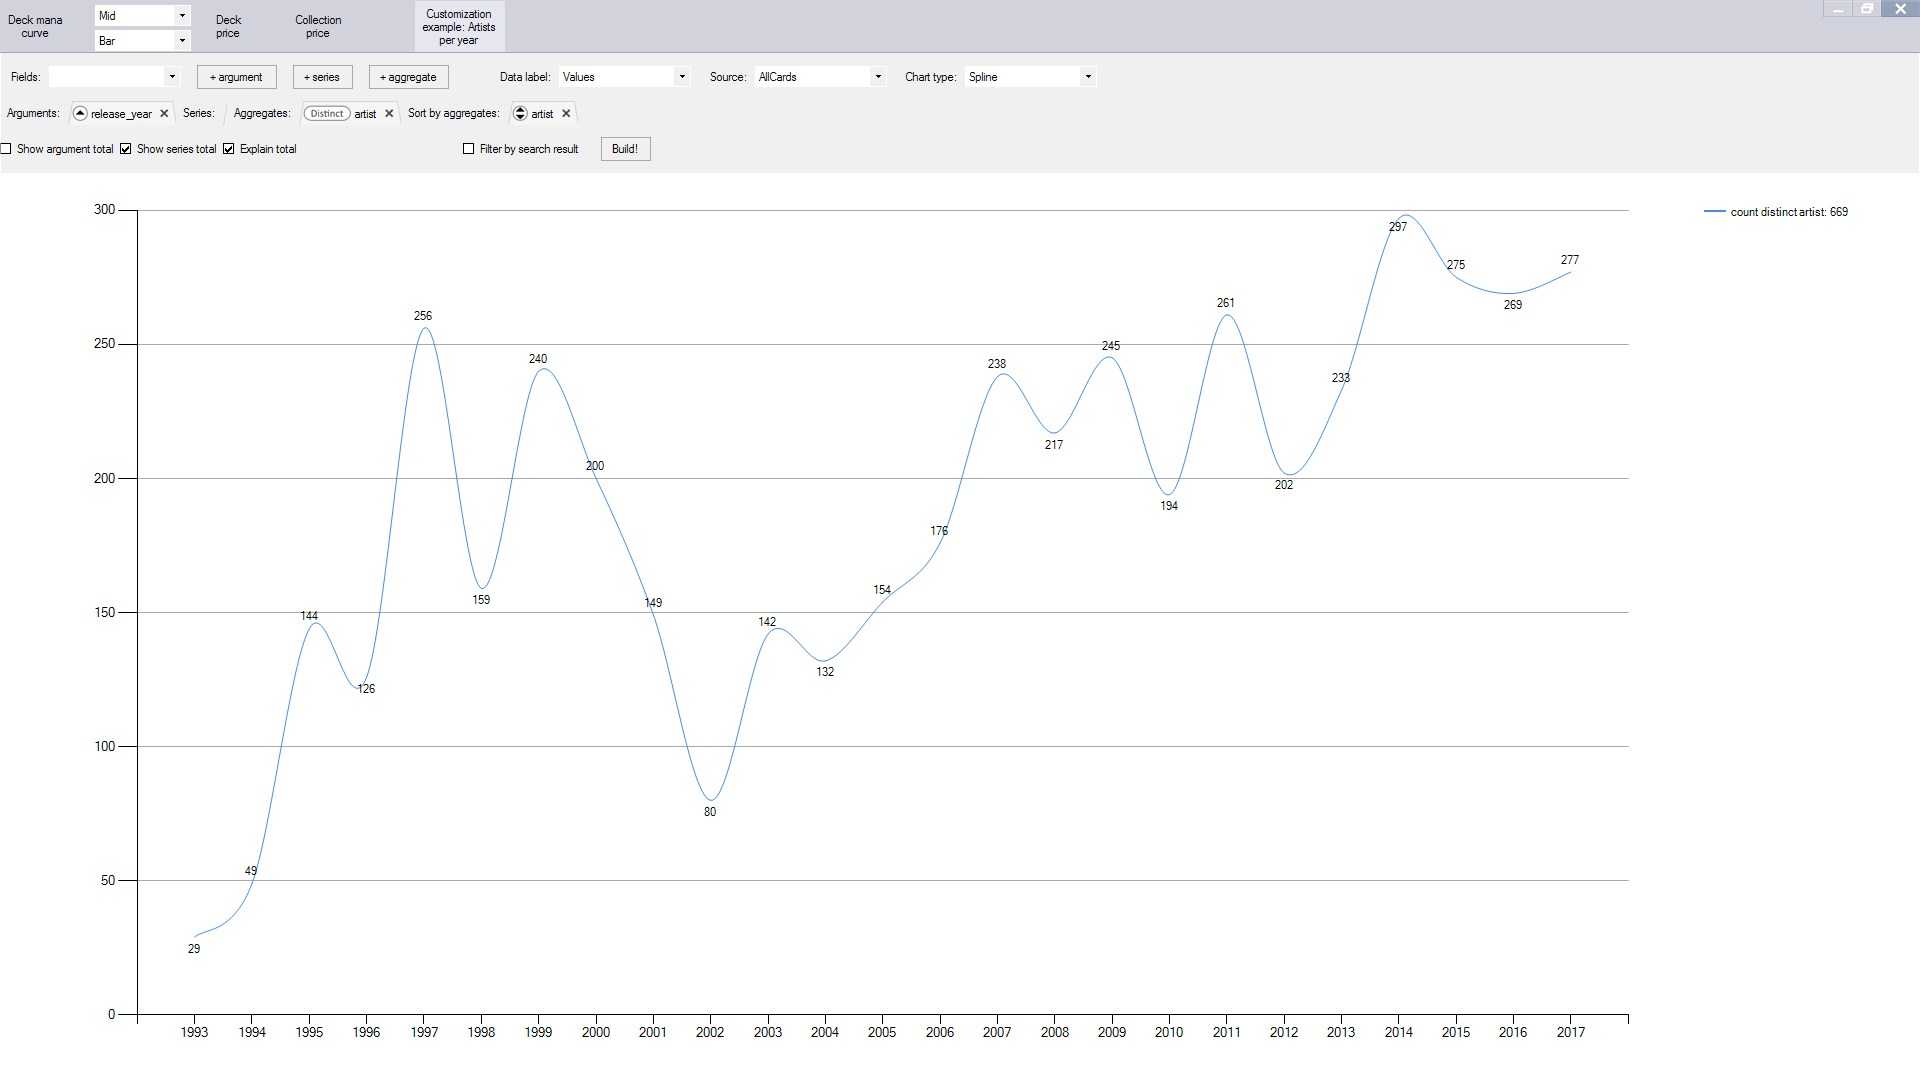 Deck mana
curve
Mid
Bar
Deck
price
Collection
price
Customization
example: Artists
per year
Fields:
+ argument
+ series
+ aggregate
Data label:
Values
Source:
AllCards
Chart type:
Spline
Arguments:
release_year
Series:
Aggregates:
Distinct
artist
Sort by aggregates:
artist
Show argument total
Show series total
Explain total
Filter by search result
Build!
count distinct artist: 669
300
250
200
150
100
50
0
29
49
144
126
256
159
240
200
149
80
142
132
154
176
238
217
245
194
261
202
233
297
275
269
277
1993
1994
1995
1996
1997
1998
1999
2000
2001
2002
2003
2004
2005
2006
2007
2008
2009
2010
2011
2012
2013
2014
2015
2016
2017